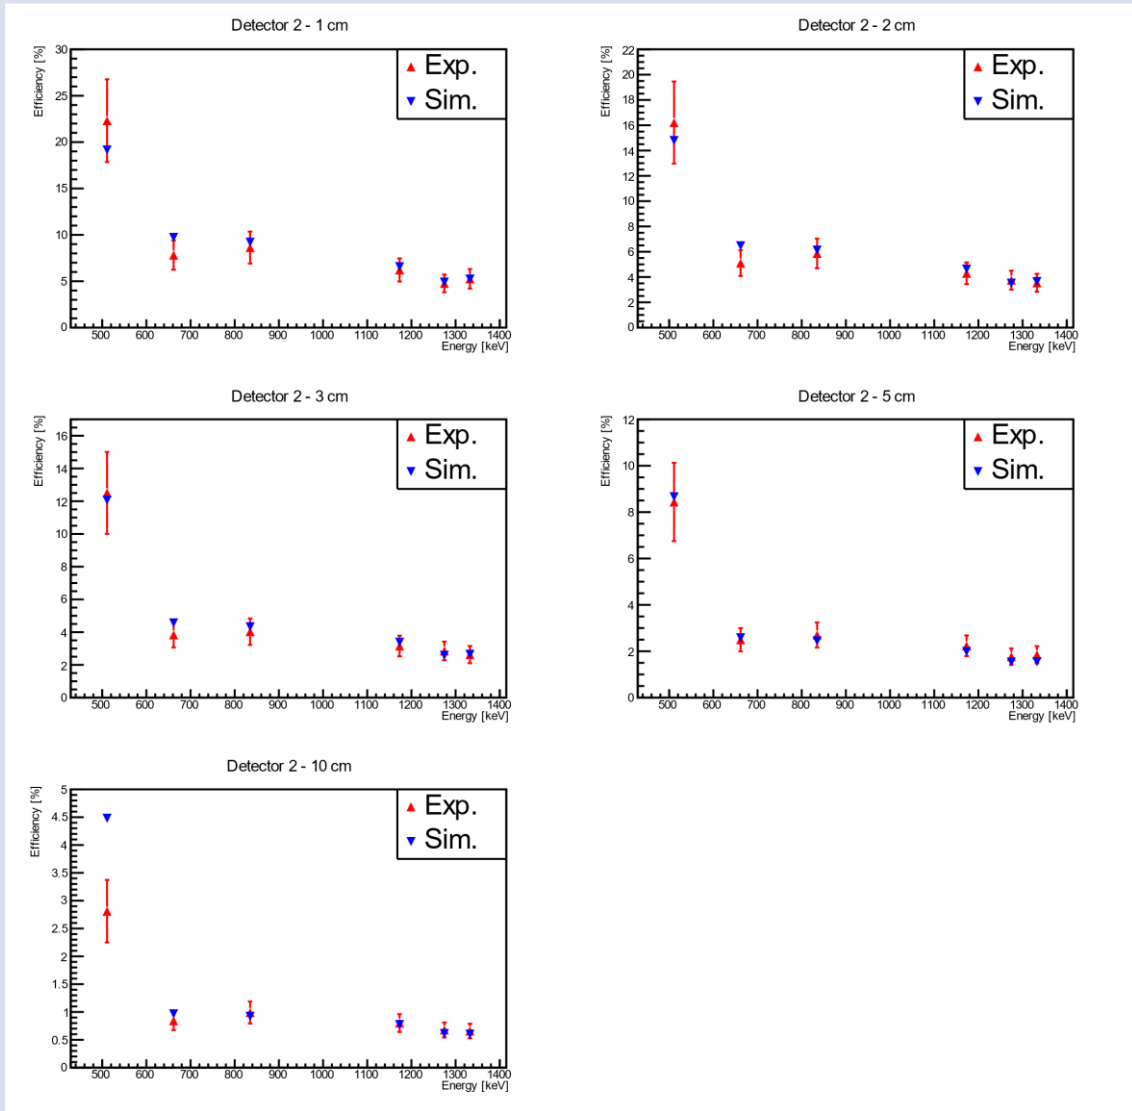 Detector 2 - 1 cm
Efficiency [%]
30
25
20
15
10
5
0
500 600 700 800 900 1000 1100 1200 1300 1400
Energy [keV]
Exp.
Sim.
Detector 2 - 2 cm
Efficiency [%]
22
20
18
16
14
12
10
8
6
4
2
0
500 600 700 800 900 1000 1100 1200 1300 1400
Energy [keV]
Exp.
Sim.
Detector 2 - 3 cm
Efficiency [%]
16
14
12
10
8
6
4
2
0
500 600 700 800 900 1000 1100 1200 1300 1400
Energy [keV]
Exp.
Sim.
Detector 2 - 5 cm
Efficiency [%]
12
10
8
6
4
2
0
500 600 700 800 900 1000 1100 1200 1300 1400
Energy [keV]
Exp.
Sim.
Detector 2 - 10 cm
Efficiency [%]
5
4.5
4
3.5
3
2.5
2
1.5
1
0.5
0
500 600 700 800 900 1000 1100 1200 1300 1400
Energy [keV]
Exp.
Sim.